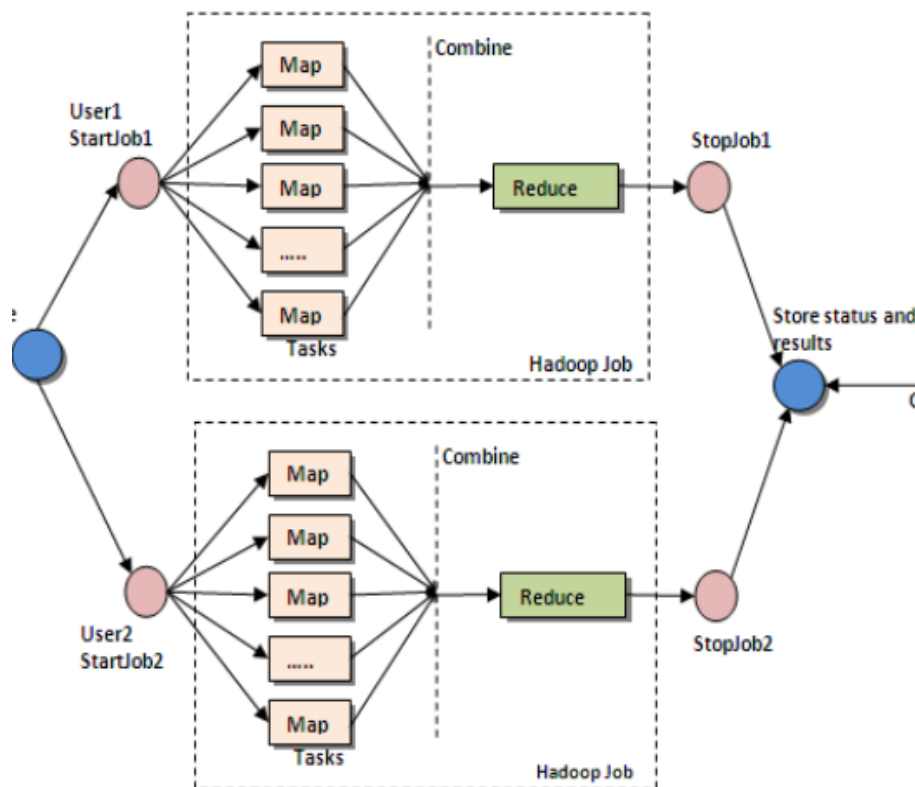 Map
Combine
User1
StartJob1
Map
StopJob1
Map
Reduce
.....
Map
Tasks
Hadoop Job
Store status and
results
Map
Combine
Map
Map
Reduce
User2
StartJob2
.....
StopJob2
Map
Tasks
Hadoop Job